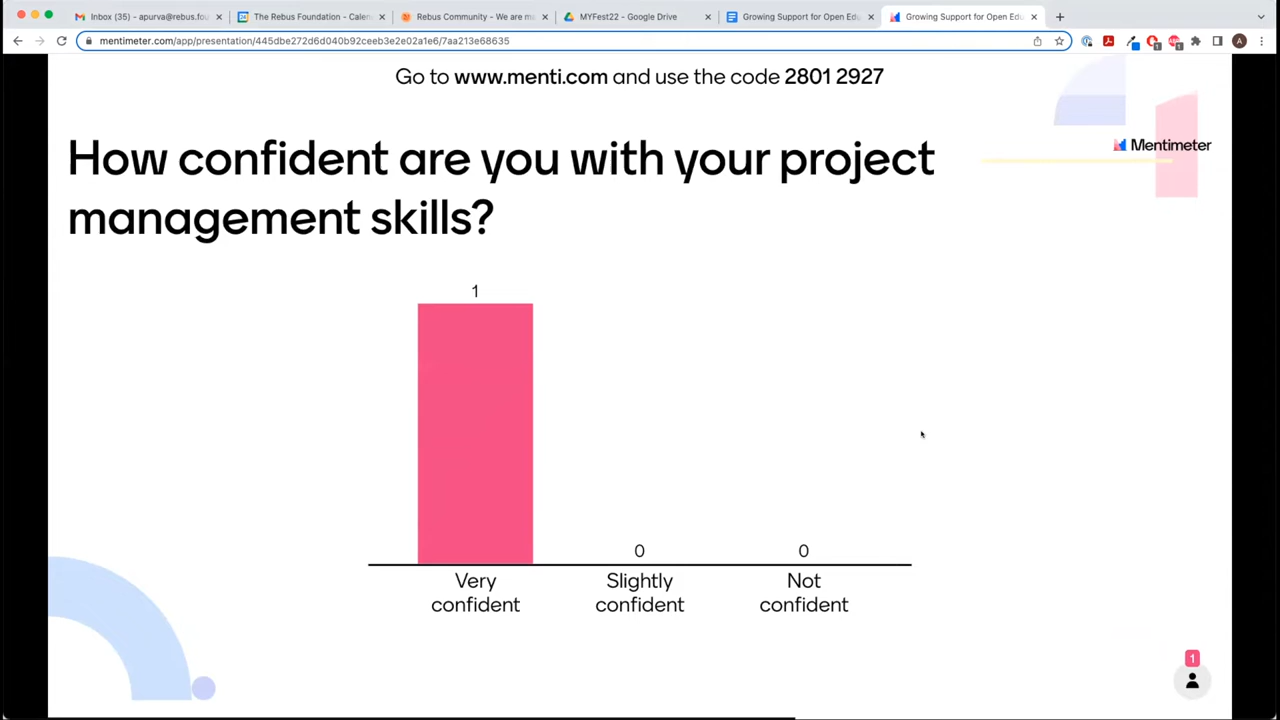 Inbox (35) - apurva@rebus.fou
The Rebus Foundation - Calen
Rebus Community - We are ma
MYFest22 - Google Drive
Growing Support for Open Edu
Growing Support for Open Edu
mentimeter.com/app/presentation/445dbe272d6d040b92ceeb3e2e02a1e6/7aa213e68635
Go to www.menti.com and use the code 2801 2927
Mentimeter
How confident are you with your project
management skills?
1
0
0
Very
confident
Slightly
confident
Not
confident
1